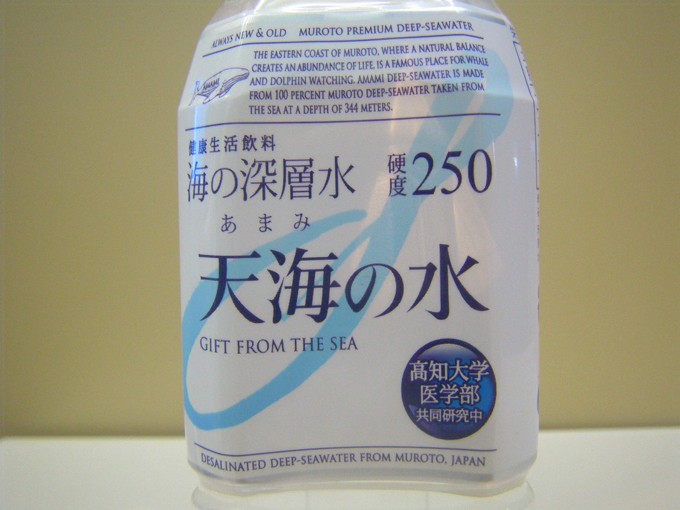 ALWAYS NEW & OLD MUROTO PREMIUM DEEP-SEAWATER
THE EASTERN COAST OF MUROTO, WHERE A NATURAL BALANCE
CREATES AN ABUNDANCE OF LIFE, IS A FAMOUS PLACE FOR WHALE
AND DOLPHIN WATCHING. AMAMI DEEP-SEAWATER IS MADE
FROM 100 PERCENT MUROTO DEEP-SEAWATER TAKEN FROM
THE SEA AT A DEPTH OF 344 METERS.
AMAMI
健康生活飲料
海の深層水 硬度250
あまみ
天海の水
GIFT FROM THE SEA
高知大学
医学部
共同研究中
DESALINATED DEEP-SEAWATER FROM MUROTO, JAPAN